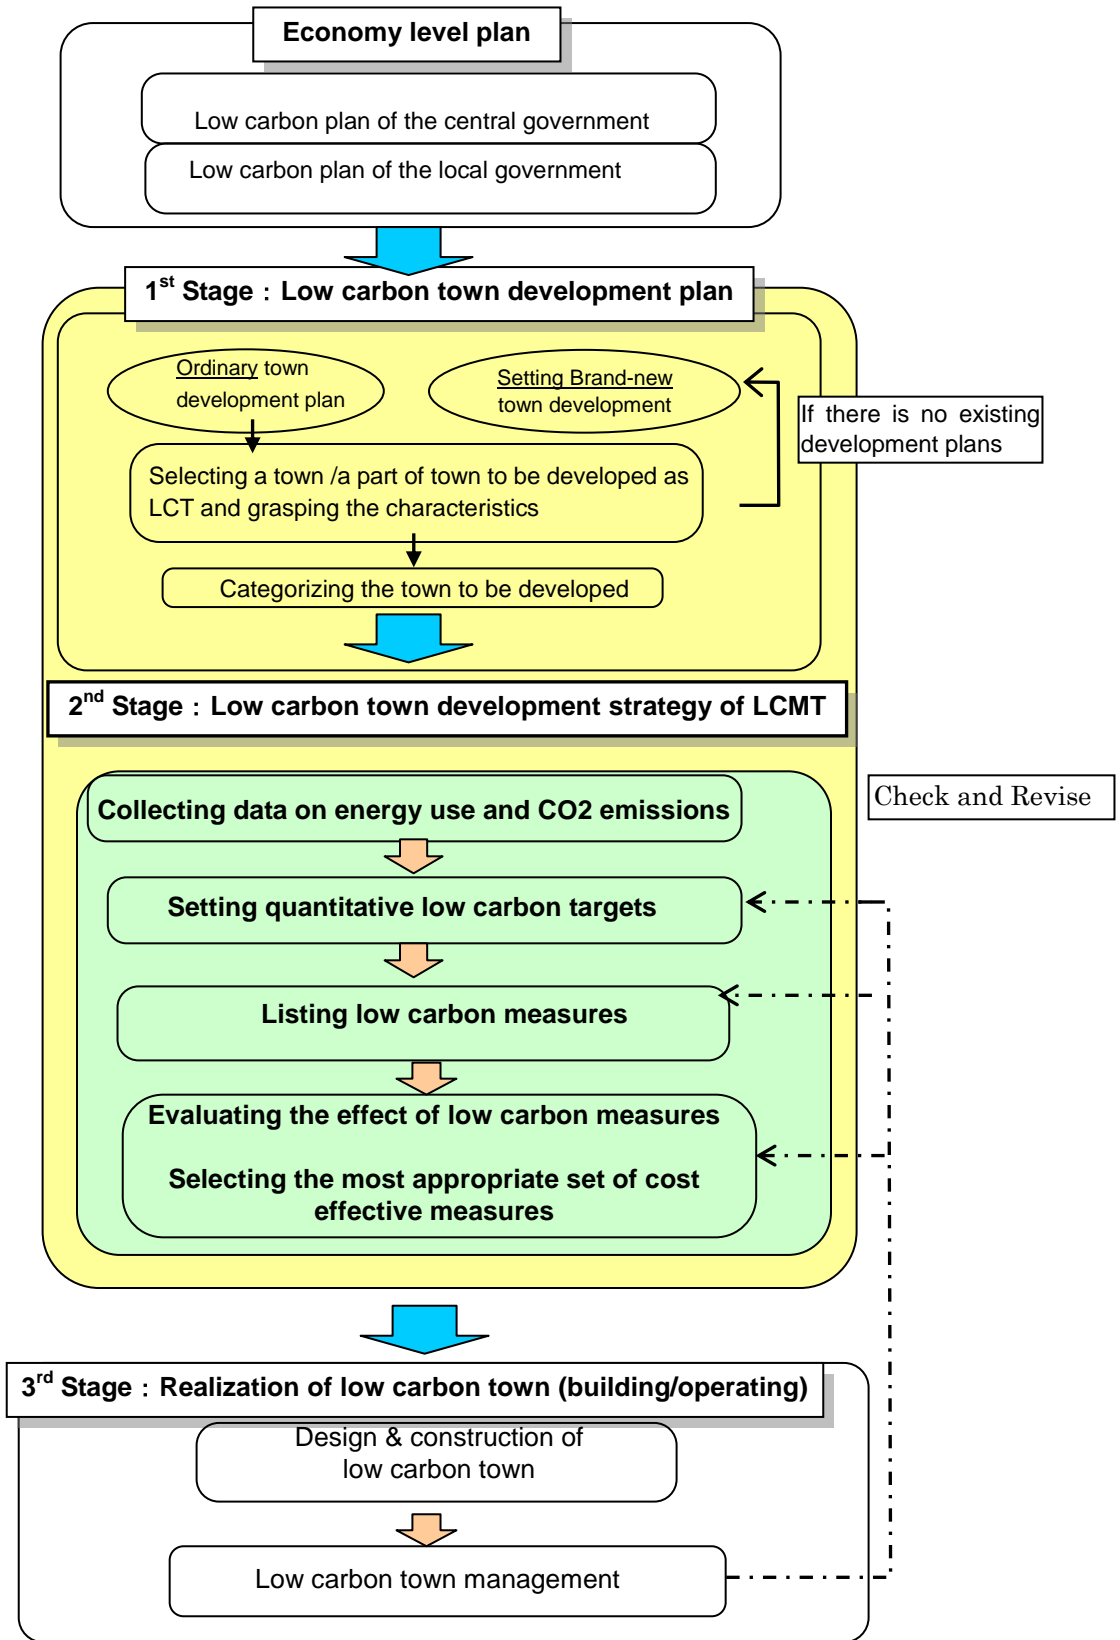 Economy level plan
Low carbon plan of the central government
Low carbon plan of the local government
1st Stage : Low carbon town development plan
Ordinary town
development plan
Setting Brand-new
town development
If there is no existing
development plans
Selecting a town /a part of town to be developed as
LCT and grasping the characteristics
Categorizing the town to be developed
2nd Stage : Low carbon town development strategy of LCMT
Collecting data on energy use and CO2 emissions
Check and Revise
Setting quantitative low carbon targets
Listing low carbon measures
Evaluating the effect of low carbon measures
Selecting the most appropriate set of cost
effective measures
3rd Stage : Realization of low carbon town (building/operating)
Design & construction of
low carbon town
Low carbon town management